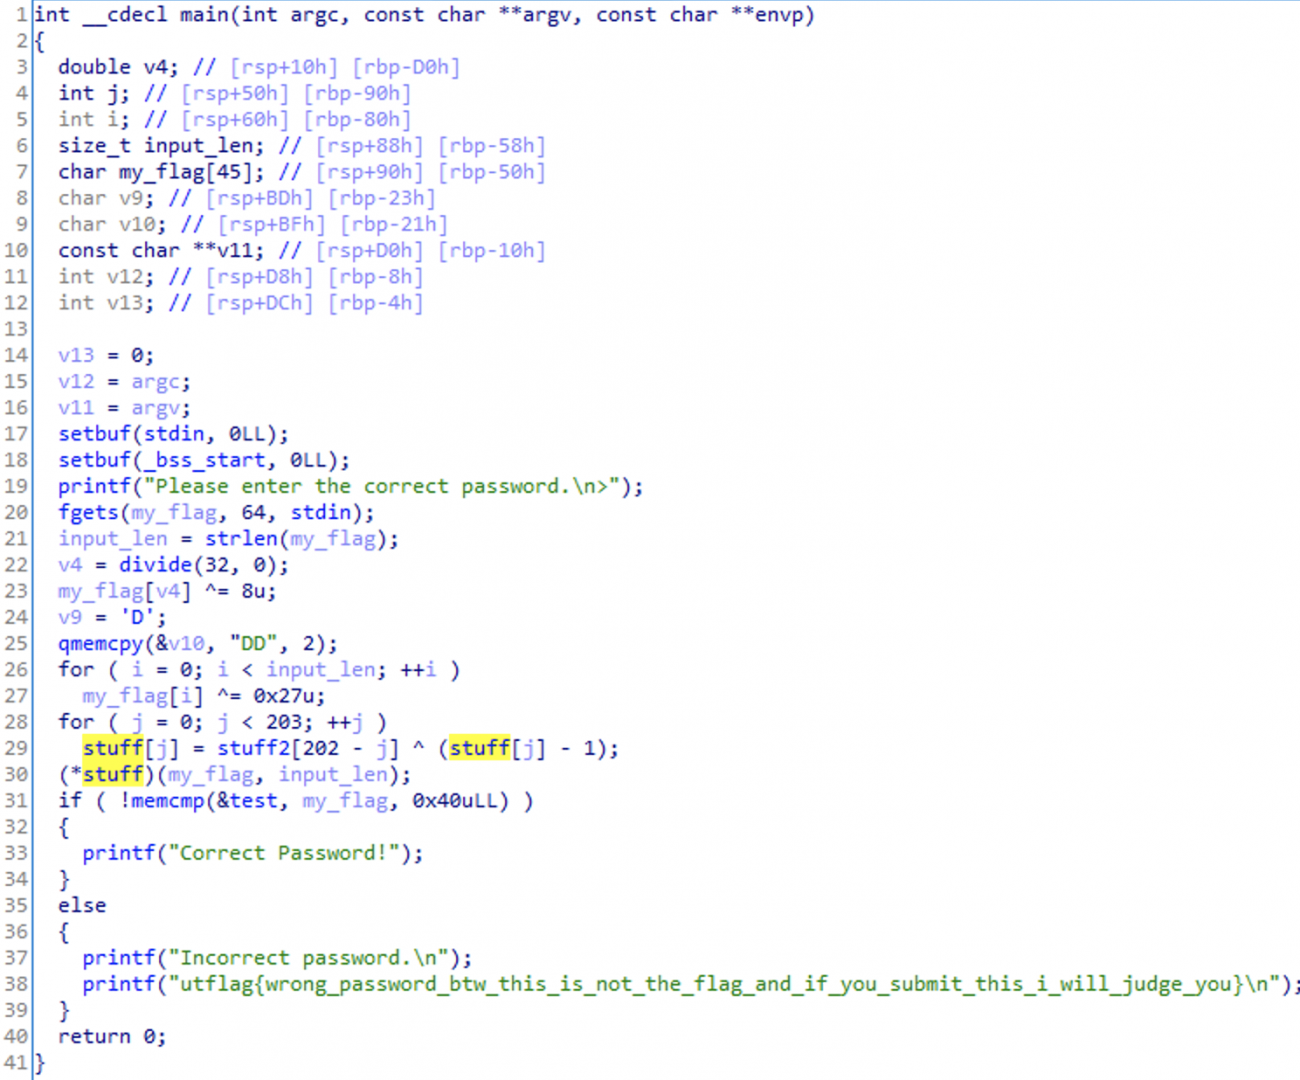 1 int __cdecl main(int argc, const char **argv, const char **envp)
2 {
3   double v4; // [rsp+10h] [rbp-D0h]
4   int j; // [rsp+50h] [rbp-90h]
5   int i; // [rsp+60h] [rbp-80h]
6   size_t input_len; // [rsp+88h] [rbp-58h]
7   char my_flag[45]; // [rsp+90h] [rbp-50h]
8   char v9; // [rsp+BDh] [rbp-23h]
9   char v10; // [rsp+BFh] [rbp-21h]
10   const char **v11; // [rsp+D0h] [rbp-10h]
11   int v12; // [rsp+D8h] [rbp-8h]
12   int v13; // [rsp+DCh] [rbp-4h]
13
14   v13 = 0;
15   v12 = argc;
16   v11 = argv;
17   setbuf(stdin, 0LL);
18   setbuf(_bss_start, 0LL);
19   printf("Please enter the correct password.\n>");
20   fgets(my_flag, 64, stdin);
21   input_len = strlen(my_flag);
22   v4 = divide(32, 0);
23   my_flag[v4] ^= 8u;
24   v9 = 'D';
25   qmemcpy(&v10, "DD", 2);
26   for ( i = 0; i < input_len; ++i )
27     my_flag[i] ^= 0x27u;
28   for ( j = 0; j < 203; ++j )
29     stuff[j] = stuff2[202 - j] ^ (stuff[j] - 1);
30   (*stuff)(my_flag, input_len);
31   if ( !memcmp(&test, my_flag, 0x40uLL) )
32   {
33     printf("Correct Password!");
34   }
35   else
36   {
37     printf("Incorrect password.\n");
38     printf("utflag{wrong_password_btw_this_is_not_the_flag_and_if_you_submit_this_i_will_judge_you}\n");
39   }
40   return 0;
41 }